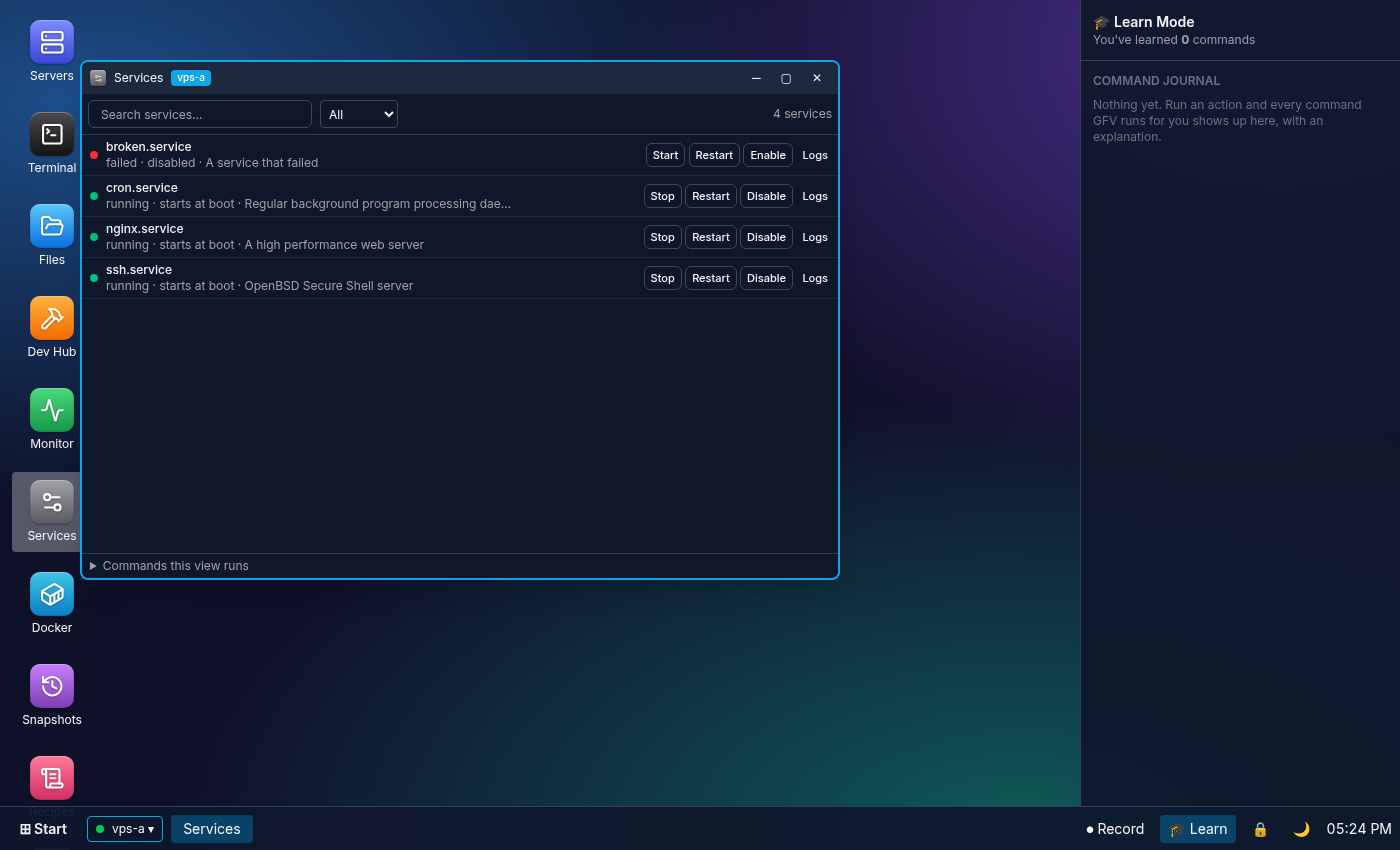 Servers
Terminal
Files
Dev Hub
Monitor
Services
Docker
Snapshots
Recipes
Services vps-a
Search services... All 4 services
broken.service
failed · disabled · A service that failed
Start Restart Enable Logs
cron.service
running · starts at boot · Regular background program processing dae...
Stop Restart Disable Logs
nginx.service
running · starts at boot · A high performance web server
Stop Restart Disable Logs
ssh.service
running · starts at boot · OpenBSD Secure Shell server
Stop Restart Disable Logs
Commands this view runs
Learn Mode
You've learned 0 commands
COMMAND JOURNAL
Nothing yet. Run an action and every command
GFV runs for you shows up here, with an
explanation.
Start vps-a Services Record Learn 05:24 PM